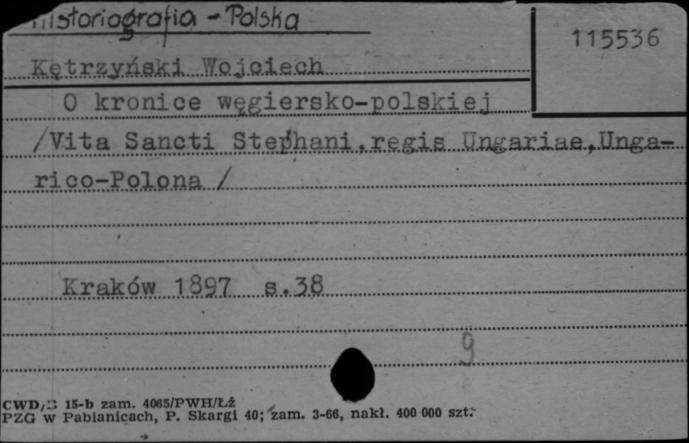 Historiografia - Polska
115536
Kętrzyński Wojciech
O kronice węgiersko-polskiej
/Vita Sancti Stephani,regis Ungariae,Unga-
rico-Polona /
Kraków 1897 s.38
9
CWD/B 15-b zam. 4065/PWH/Łź
PZG w Pabianicach, P. Skargi 40; zam. 3-66, nakł. 400 000 szt.